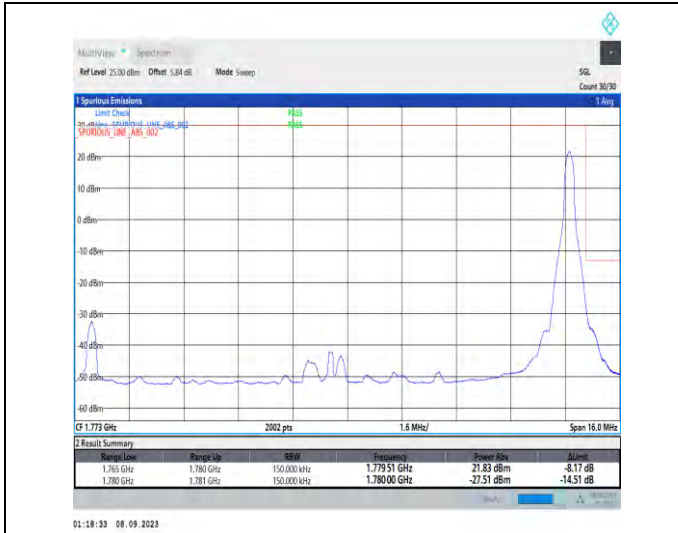 MultiView Spectrum
Ref Level 25.00 dBm Offset 5.84 dB Mode Sweep SGL
Count 30/30
1 Spurious Emissions 1 Avg
Limit Check PASS
SPURIOUS_LINE_ABS_002 PASS
SPURIOUS_LINE_ABS_002
20 dBm
10 dBm
0 dBm
-10 dBm
-20 dBm
-30 dBm
-40 dBm
-50 dBm
-60 dBm
CF 1.773 GHz 2002 pts 1.6 MHz/ Span 16.0 MHz
2 Result Summary
Range Low Range Up RBW Frequency Power Abs ΔLimit
1.765 GHz 1.780 GHz 150.000 kHz 1.77951 GHz 21.83 dBm -8.17 dB
1.780 GHz 1.781 GHz 150.000 kHz 1.78000 GHz -27.51 dBm -14.51 dB
Ready
01:18:33 08.09.2023